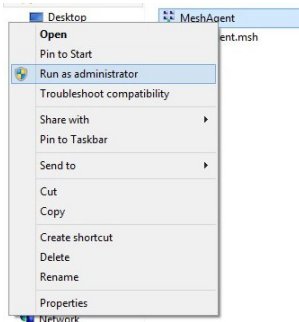 Desktop
MeshAgent
Open
ent.msh
Pin to Start
Run as administrator
Troubleshoot compatibility
Share with
Pin to Taskbar
Send to
Cut
Copy
Create shortcut
Delete
Rename
Properties
Network